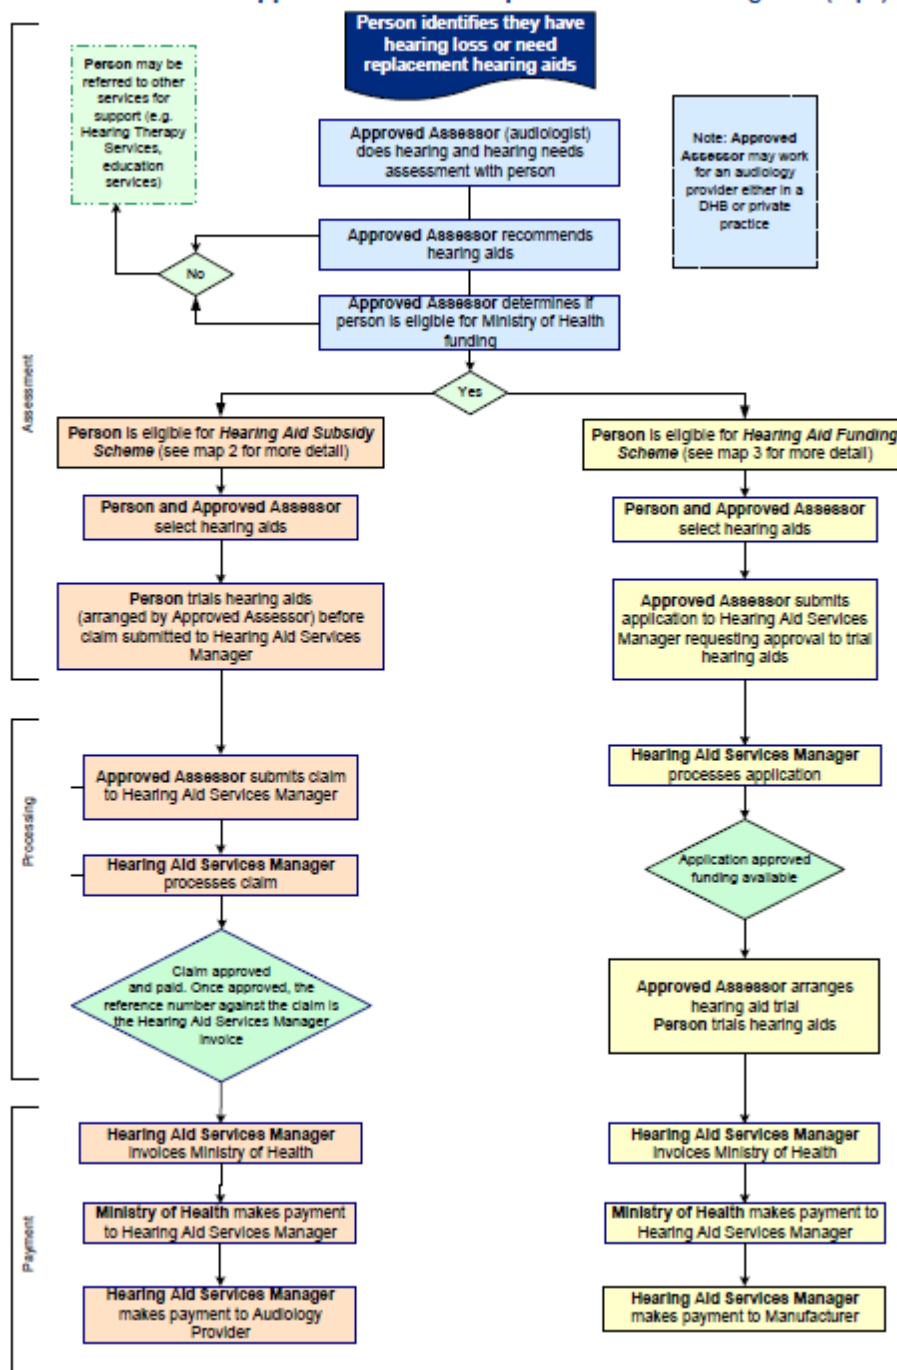 Person identifies they have
hearing loss or need
replacement hearing aids
Person may be
referred to other
services for
support (e.g.
Hearing Therapy
Services,
education
services)
Approved Assessor (audiologist)
does hearing and hearing needs
assessment with person
Note: Approved
Assessor may work
for an audiology
provider either in a
DHB or private
practice
Approved Assessor recommends
hearing aids
No
Approved Assessor determines if
person is eligible for Ministry of Health
funding
Yes
Assessment
Person is eligible for Hearing Aid Subsidy
Scheme (see map 2 for more detail)
Person is eligible for Hearing Aid Funding
Scheme (see map 3 for more detail)
Person and Approved Assessor
select hearing aids
Person and Approved Assessor
select hearing aids
Person trials hearing aids
(arranged by Approved Assessor) before
claim submitted to Hearing Aid Services
Manager
Approved Assessor submits
application to Hearing Aid Services
Manager requesting approval to trial
hearing aids
Processing
Approved Assessor submits claim
to Hearing Aid Services Manager
Hearing Aid Services Manager
processes application
Hearing Aid Services Manager
processes claim
Application approved
funding available
Claim approved
and paid. Once approved, the
reference number against the claim is
the Hearing Aid Services Manager
invoice
Approved Assessor arranges
hearing aid trial
Person trials hearing aids
Payment
Hearing Aid Services Manager
invoices Ministry of Health
Hearing Aid Services Manager
invoices Ministry of Health
Ministry of Health makes payment
to Hearing Aid Services Manager
Ministry of Health makes payment to
Hearing Aid Services Manager
Hearing Aid Services Manager
makes payment to Audiology
Provider
Hearing Aid Services Manager
makes payment to Manufacturer